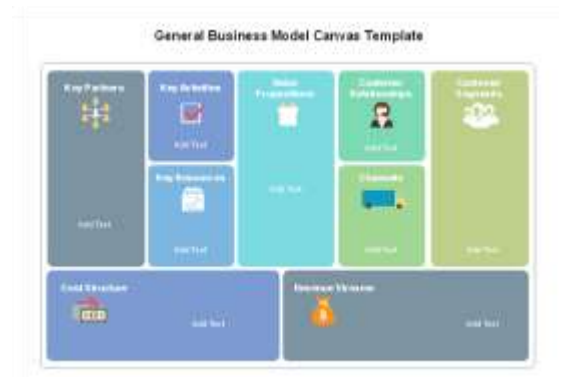 General Business Model Canvas Template
Key Partners
Add Text
Key Activities
Add Text
Key Resources
Add Text
Value
Propositions
Add Text
Customer
Relationships
Add Text
Channels
Add Text
Customer
Segments
Add Text
Cost Structure
Add Text
Revenue Streams
Add Text